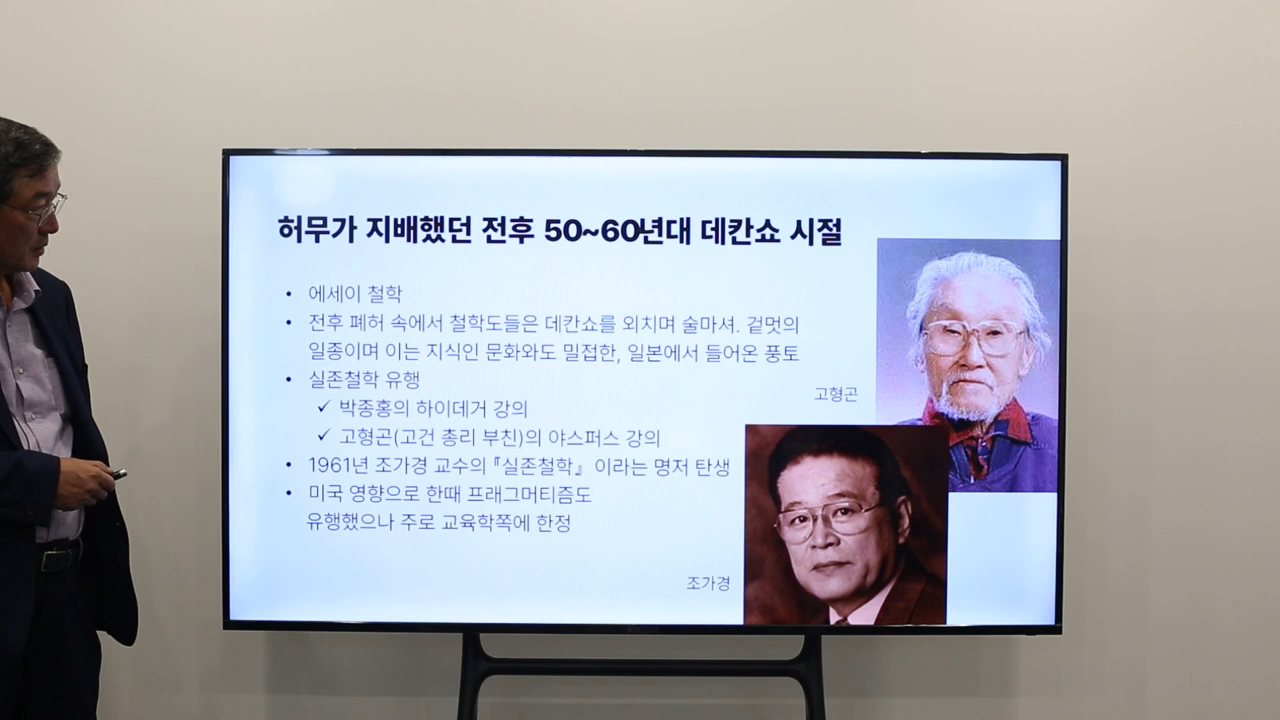 허무가 지배했던 전후 50~60년대 데칸쇼 시절
• 에세이 철학
• 전후 폐허 속에서 철학도들은 데칸쇼를 외치며 술마셔. 겉멋의
일종이며 이는 지식인 문화와도 밀접한, 일본에서 들어온 풍토
• 실존철학 유행
✓ 박종홍의 하이데거 강의
✓ 고형곤(고건 총리 부친)의 야스퍼스 강의
• 1961년 조가경 교수의 『실존철학』 이라는 명저 탄생
• 미국 영향으로 한때 프래그머티즘도
유행했으나 주로 교육학쪽에 한정
고형곤
조가경